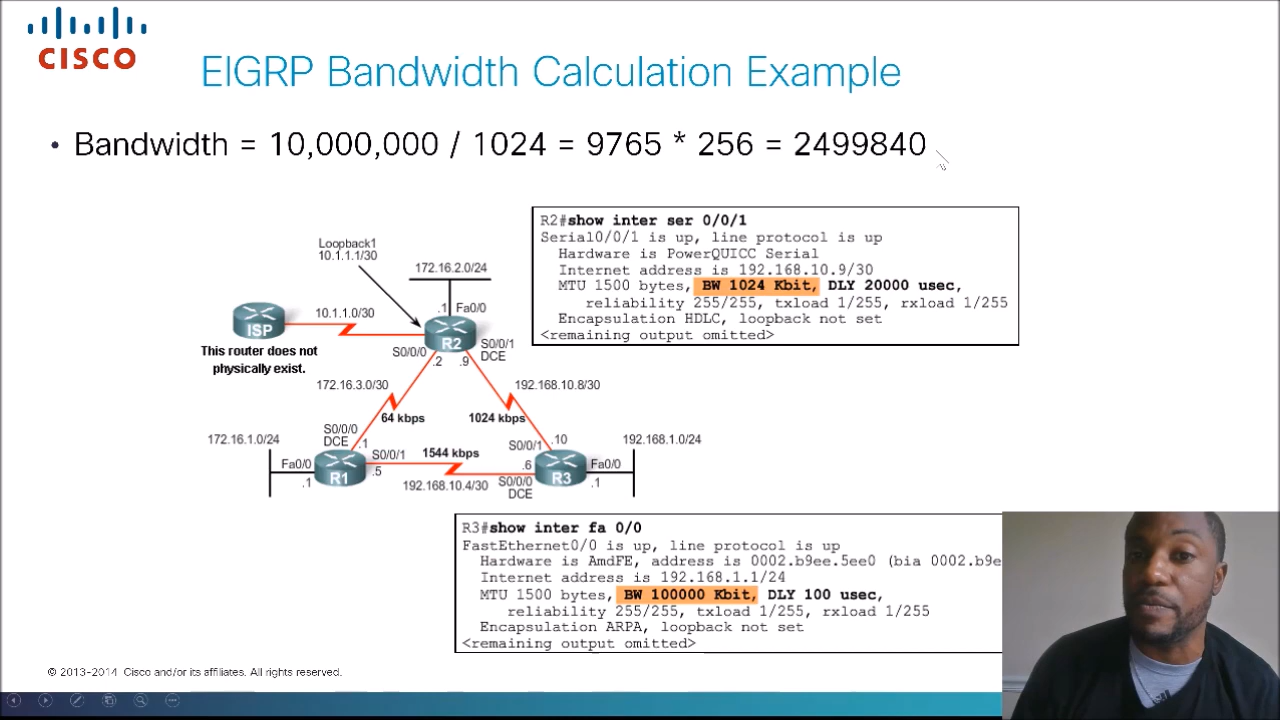 CISCO
EIGRP Bandwidth Calculation Example
• Bandwidth = 10,000,000 / 1024 = 9765 * 256 = 2499840
R2#show inter ser 0/0/1
Serial0/0/1 is up, line protocol is up
Hardware is PowerQUICC Serial
Internet address is 192.168.10.9/30
MTU 1500 bytes, BW 1024 Kbit, DLY 20000 usec,
reliability 255/255, txload 1/255, rxload 1/255
Encapsulation HDLC, loopback not set
<remaining output omitted>
Loopback1
10.1.1.1/30
172.16.2.0/24
10.1.1.0/30
.1
Fa0/0
ISP
R2
This router does not
physically exist.
S0/0/0
S0/0/1
DCE
.2
.9
172.16.3.0/30
192.168.10.8/30
64 kbps
1024 kbps
172.16.1.0/24
S0/0/0
DCE
.1
S0/0/1
1544 kbps
S0/0/1
.10
192.168.1.0/24
Fa0/0
.1
R1
.5
192.168.10.4/30
.6
S0/0/0
DCE
R3
Fa0/0
.1
R3#show inter fa 0/0
FastEthernet0/0 is up, line protocol is up
Hardware is AmdFE, address is 0002.b9ee.5ee0 (bia 0002.b9e
Internet address is 192.168.1.1/24
MTU 1500 bytes, BW 100000 Kbit, DLY 100 usec,
reliability 255/255, txload 1/255, rxload 1/255
Encapsulation ARPA, loopback not set
<remaining output omitted>
© 2013-2014 Cisco and/or its affiliates. All rights reserved.